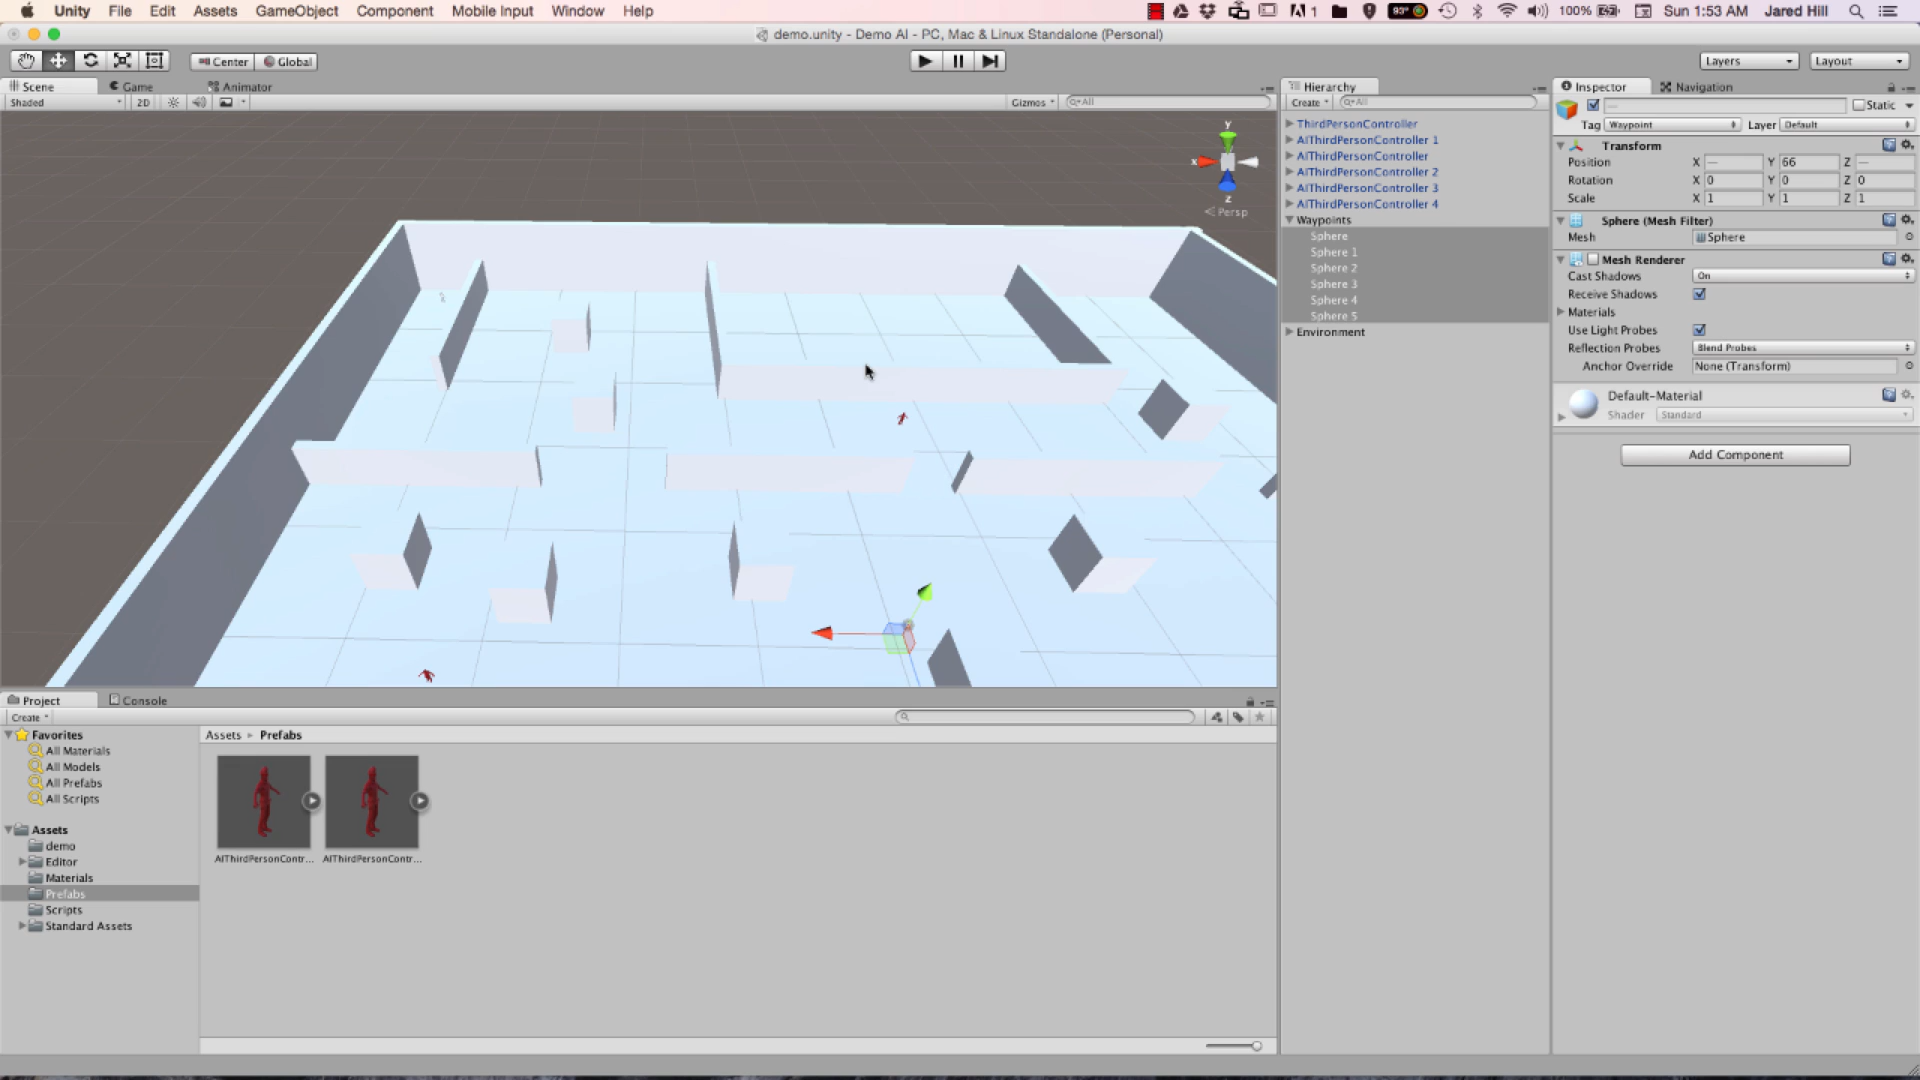 Unity File Edit Assets GameObject Component Mobile Input Window Help 1 93° 100% Sun 1:53 AM Jared Hill
demo.unity - Demo AI - PC, Mac & Linux Standalone (Personal)
Center Global Layers Layout
Scene Game Animator
Shaded 2D Gizmos All
y
x
z
Persp
Hierarchy
Create All
ThirdPersonController
AIThirdPersonController 1
AIThirdPersonController
AIThirdPersonController 2
AIThirdPersonController 3
AIThirdPersonController 4
Waypoints
Sphere
Sphere 1
Sphere 2
Sphere 3
Sphere 4
Sphere 5
Environment
Inspector Navigation
— Static
Tag Waypoint Layer Default
Transform
Position X — Y 66 Z —
Rotation X 0 Y 0 Z 0
Scale X 1 Y 1 Z 1
Sphere (Mesh Filter)
Mesh Sphere
Mesh Renderer
Cast Shadows On
Receive Shadows
Materials
Use Light Probes
Reflection Probes Blend Probes
Anchor Override None (Transform)
Default-Material
Shader Standard
Add Component
Project Console
Create
Favorites
All Materials
All Models
All Prefabs
All Scripts
Assets
demo
Editor
Materials
Prefabs
Scripts
Standard Assets
Assets Prefabs
AIThirdPersonContr... AIThirdPersonContr...